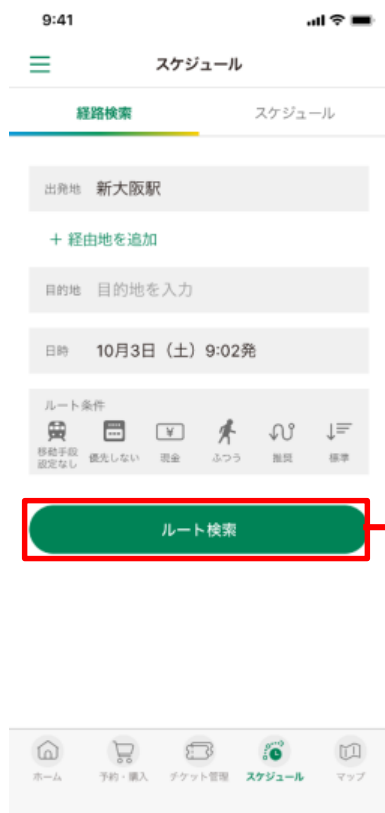 9:41
スケジュール
経路検索
スケジュール
出発地 新大阪駅
+ 経由地を追加
目的地 目的地を入力
日時 10月3日（土）9:02発
ルート条件
¥
移動手段
設定なし
優先しない
現金
ふつう
推奨
標準
ルート検索
ホーム
予約・購入
チケット管理
スケジュール
マップ